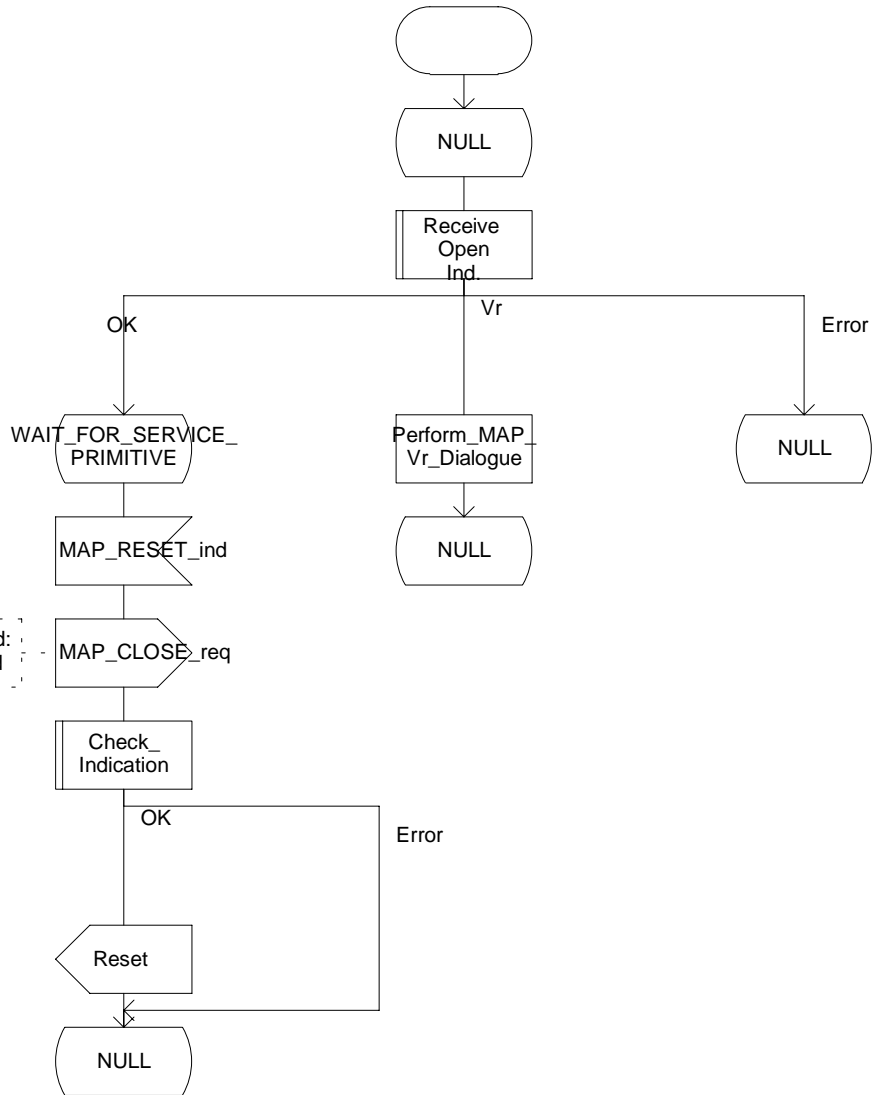 NULL
Receive
Open
Ind.
OK
Vr
Error
WAIT_FOR_SERVICE_
PRIMITIVE
Perform_MAP_
Vr_Dialogue
NULL
MAP_RESET_ind
NULL
d:
MAP_CLOSE_req
Check_
Indication
OK
Error
Reset
NULL